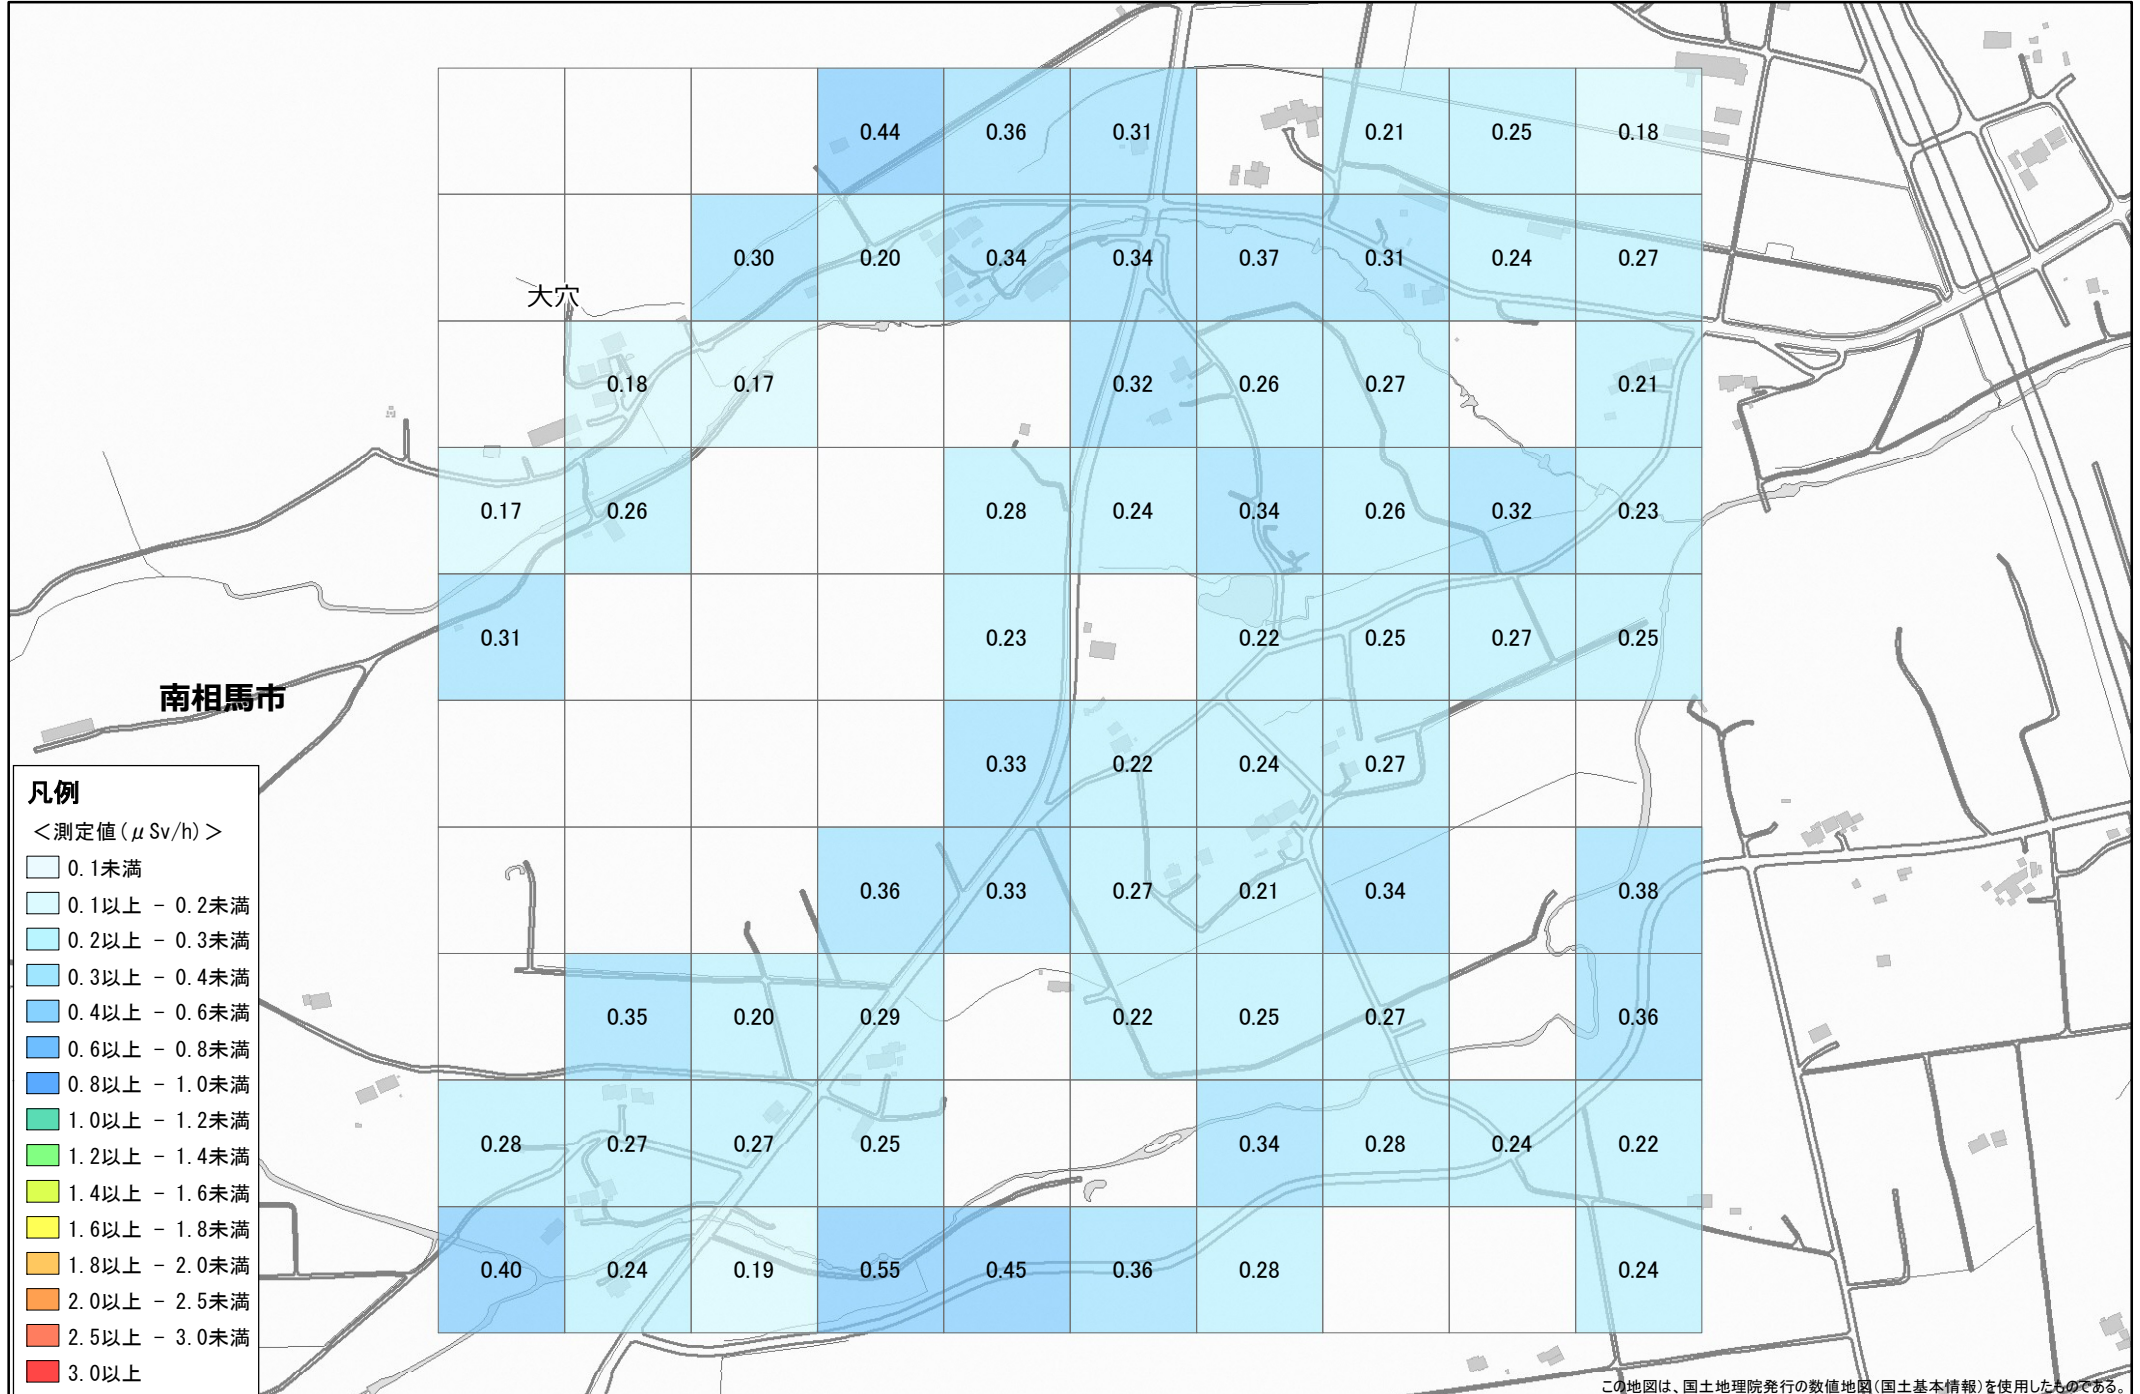 0.44 0.36 0.31 0.21 0.25 0.18
0.30 0.20 0.34 0.34 0.37 0.31 0.24 0.27
大穴
0.18 0.17 0.32 0.26 0.27 0.21
0.17 0.26 0.28 0.24 0.34 0.26 0.32 0.23
0.31 0.23 0.22 0.25 0.27 0.25
南相馬市
0.33 0.22 0.24 0.27
0.36 0.33 0.27 0.21 0.34 0.38
0.35 0.20 0.29 0.22 0.25 0.27 0.36
0.28 0.27 0.27 0.25 0.34 0.28 0.24 0.22
0.40 0.24 0.19 0.55 0.45 0.36 0.28 0.24
凡例
＜測定値(μSv/h)＞
0.1未満
0.1以上 － 0.2未満
0.2以上 － 0.3未満
0.3以上 － 0.4未満
0.4以上 － 0.6未満
0.6以上 － 0.8未満
0.8以上 － 1.0未満
1.0以上 － 1.2未満
1.2以上 － 1.4未満
1.4以上 － 1.6未満
1.6以上 － 1.8未満
1.8以上 － 2.0未満
2.0以上 － 2.5未満
2.5以上 － 3.0未満
3.0以上
この地図は、国土地理院発行の数値地図(国土基本情報)を使用したものである。